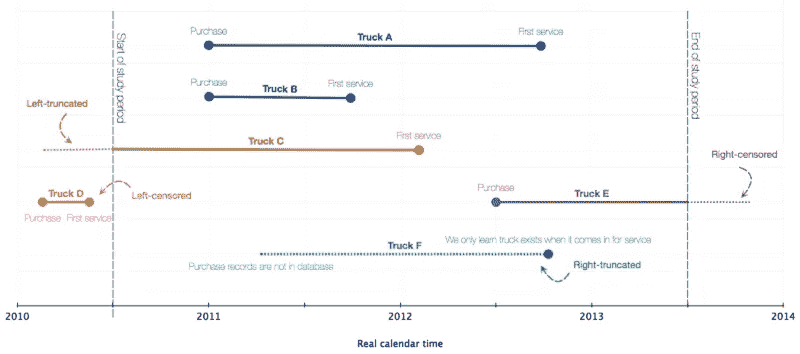 Purchase
Truck A
First service
Start of study period
End of study period
Purchase
Truck B
First service
Left-truncated
Truck C
First service
Right-censored
Truck D
Left-censored
Purchase
Truck E
Purchase First service
Truck F
We only learn truck exists when it comes in for service
Purchase records are not in database
Right-truncated
2010 2011 2012 2013 2014
Real calendar time